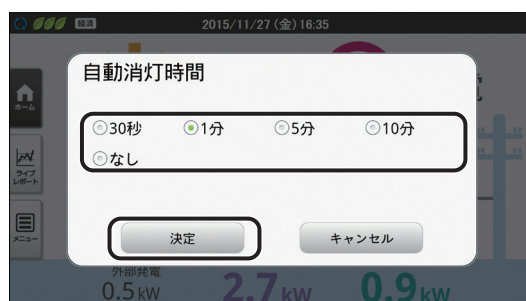 経済 2015/11/27(金)16:35
自動消灯時間
ホーム
30秒 1分 5分 10分
なし
ライブ
レポート
メニュー
決定 キャンセル
外部発電
0.5kW 2.7kW 0.9kW